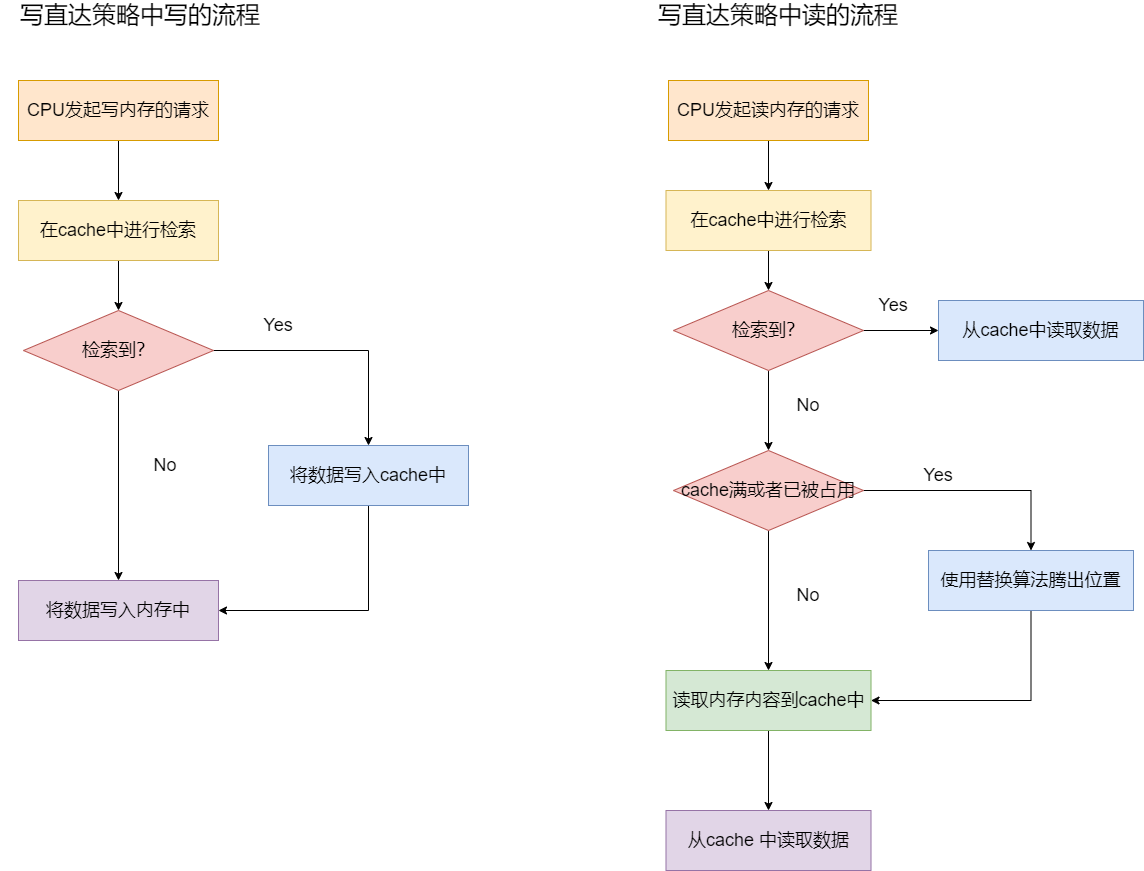 写直达策略中写的流程
CPU发起写内存的请求
在cache中进行检索
检索到?
Yes
No
将数据写入cache中
将数据写入内存中
写直达策略中读的流程
CPU发起读内存的请求
在cache中进行检索
检索到?
Yes
从cache中读取数据
No
cache满或者已被占用
Yes
使用替换算法腾出位置
No
读取内存内容到cache中
从cache 中读取数据